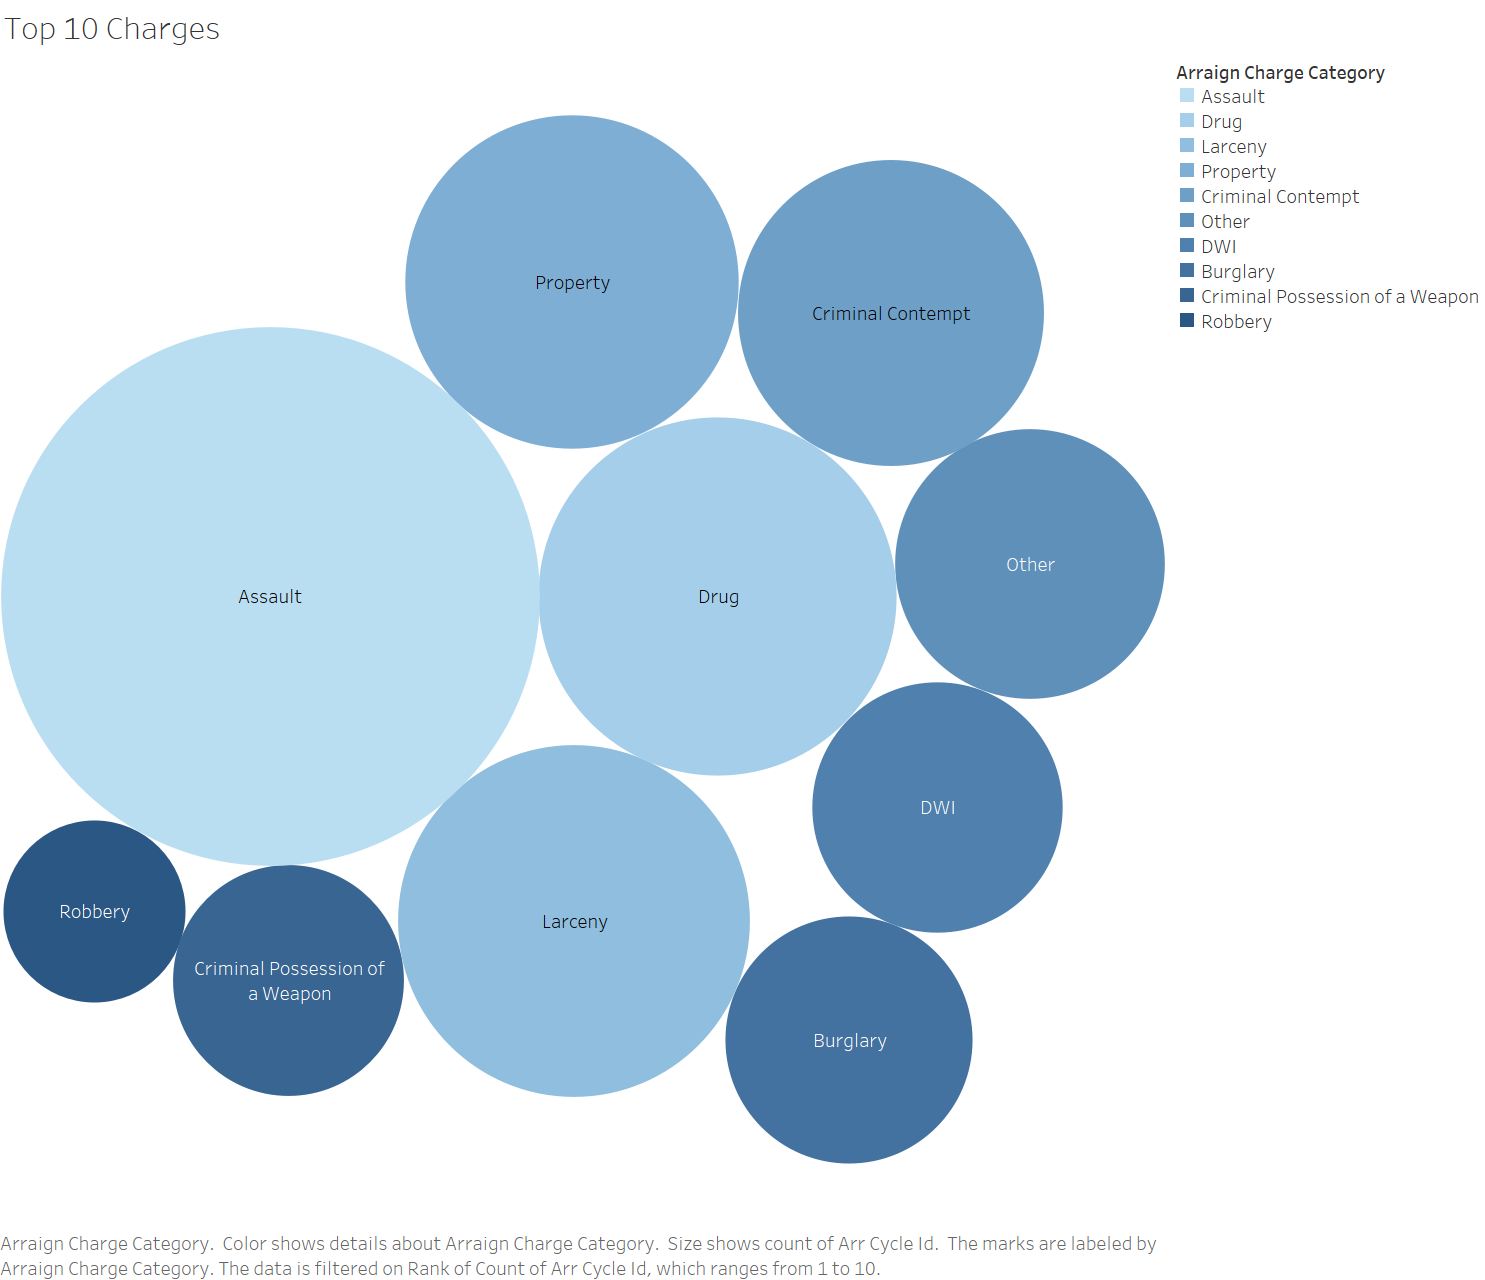 Top 10 Charges
Arraign Charge Category
Assault
Drug
Larceny
Property
Criminal Contempt
Other
DWI
Burglary
Criminal Possession of a Weapon
Robbery
Property
Criminal Contempt
Other
Assault
Drug
DWI
Robbery
Larceny
Criminal Possession of
a Weapon
Burglary
Arraign Charge Category.  Color shows details about Arraign Charge Category.  Size shows count of Arr Cycle Id.  The marks are labeled by
Arraign Charge Category. The data is filtered on Rank of Count of Arr Cycle Id, which ranges from 1 to 10.